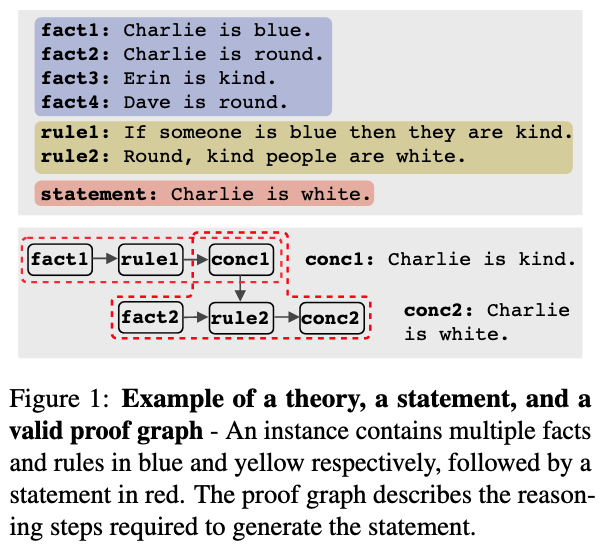 fact1: Charlie is blue.
fact2: Charlie is round.
fact3: Erin is kind.
fact4: Dave is round.
rule1: If someone is blue then they are kind.
rule2: Round, kind people are white.
statement: Charlie is white.
fact1 rule1 conc1 conc1: Charlie is kind.
fact2 rule2 conc2 conc2: Charlie
is white.
Figure 1: Example of a theory, a statement, and a
valid proof graph - An instance contains multiple facts
and rules in blue and yellow respectively, followed by a
statement in red. The proof graph describes the reason-
ing steps required to generate the statement.